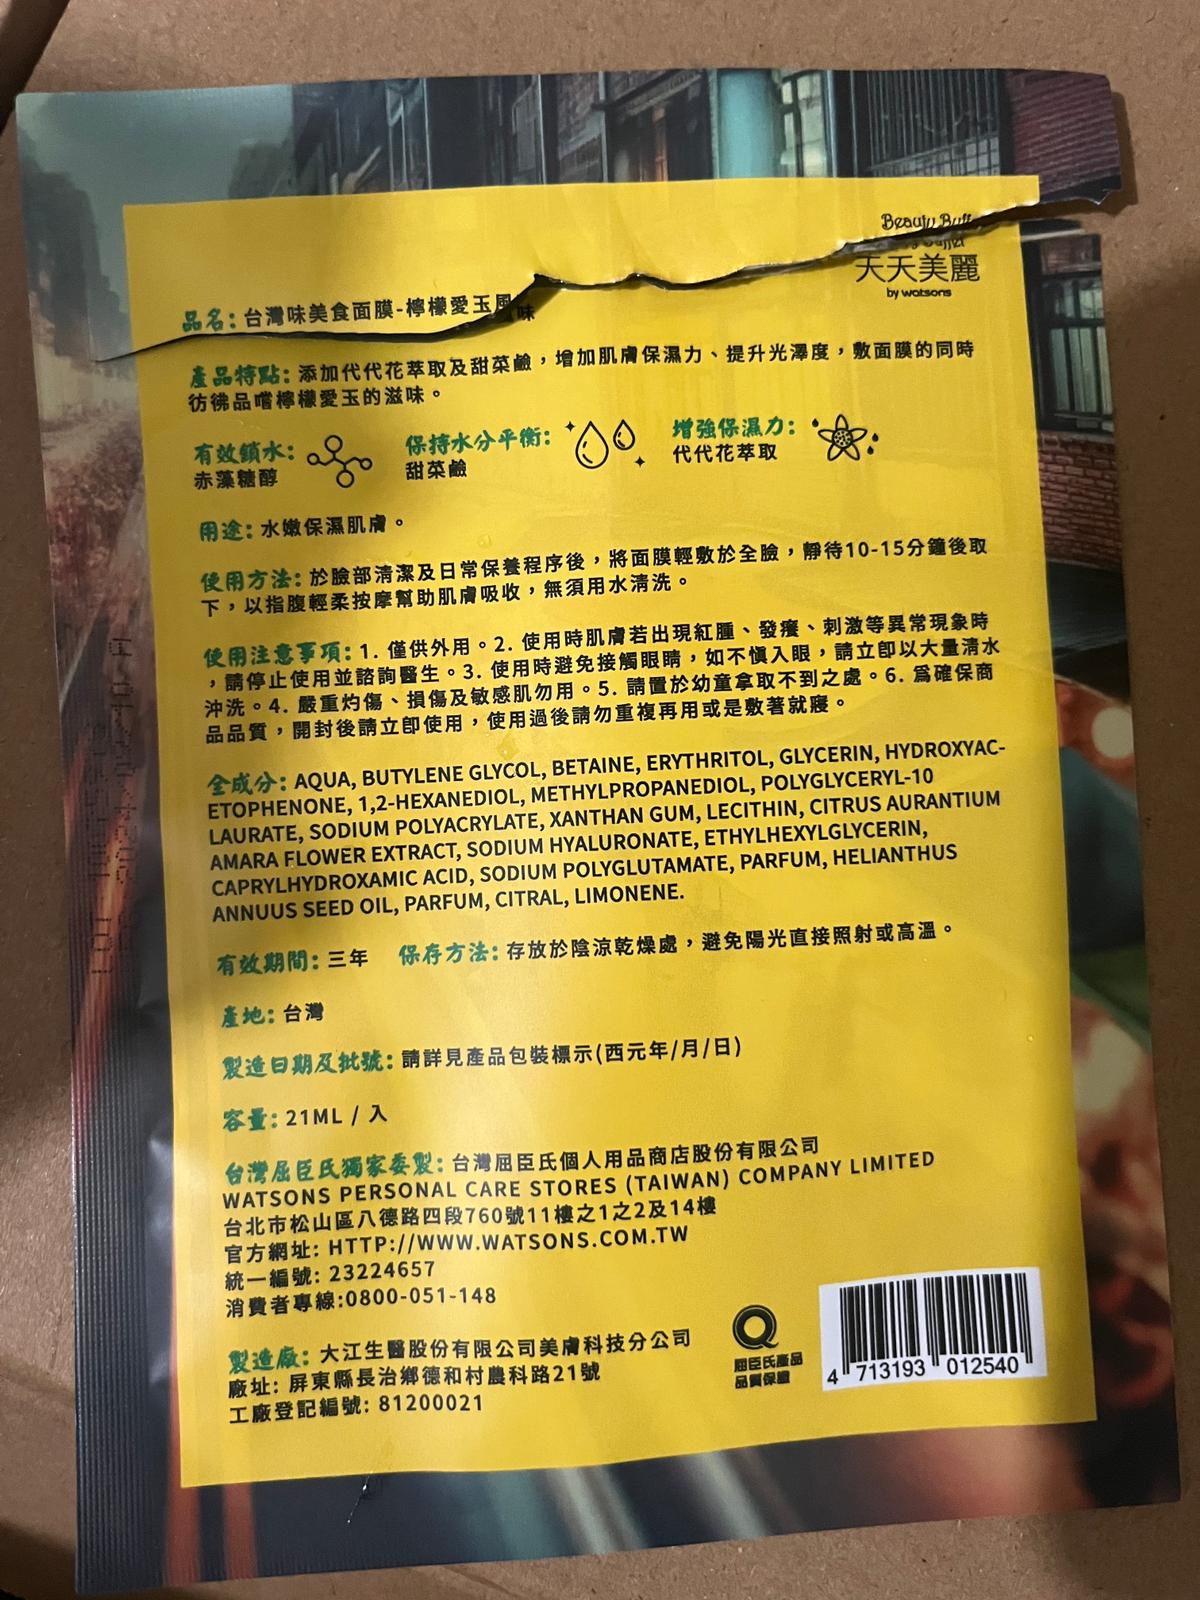 Beauty Buffet
天天美麗
by watsons
品名: 台灣味美食面膜-檸檬愛玉風味
產品特點: 添加代代花萃取及甜菜鹼，增加肌膚保濕力、提升光澤度，敷面膜的同時
彷彿品嚐檸檬愛玉的滋味。
有效鎖水:
赤藻糖醇
保持水分平衡:
甜菜鹼
增強保濕力:
代代花萃取
用途: 水嫩保濕肌膚。
使用方法: 於臉部清潔及日常保養程序後，將面膜輕敷於全臉，靜待10-15分鐘後取
下，以指腹輕柔按摩幫助肌膚吸收，無須用水清洗。
使用注意事項: 1. 僅供外用。2. 使用時肌膚若出現紅腫、發癢、刺激等異常現象時
，請停止使用並諮詢醫生。3. 使用時避免接觸眼睛，如不慎入眼，請立即以大量清水
沖洗。4. 嚴重灼傷、損傷及敏感肌勿用。5. 請置於幼童拿取不到之處。6. 爲確保商
品品質，開封後請立即使用，使用過後請勿重複再用或是敷著就寢。
全成分: AQUA, BUTYLENE GLYCOL, BETAINE, ERYTHRITOL, GLYCERIN, HYDROXYAC-
ETOPHENONE, 1,2-HEXANEDIOL, METHYLPROPANEDIOL, POLYGLYCERYL-10
LAURATE, SODIUM POLYACRYLATE, XANTHAN GUM, LECITHIN, CITRUS AURANTIUM
AMARA FLOWER EXTRACT, SODIUM HYALURONATE, ETHYLHEXYLGLYCERIN,
CAPRYLHYDROXAMIC ACID, SODIUM POLYGLUTAMATE, PARFUM, HELIANTHUS
ANNUUS SEED OIL, PARFUM, CITRAL, LIMONENE.
有效期間: 三年 保存方法: 存放於陰涼乾燥處，避免陽光直接照射或高溫。
產地: 台灣
製造日期及批號: 請詳見產品包裝標示(西元年/月/日)
容量: 21ML / 入
台灣屈臣氏獨家委製: 台灣屈臣氏個人用品商店股份有限公司
WATSONS PERSONAL CARE STORES (TAIWAN) COMPANY LIMITED
台北市松山區八德路四段760號11樓之1之2及14樓
官方網址: HTTP://WWW.WATSONS.COM.TW
統一編號: 23224657
消費者專線:0800-051-148
製造廠: 大江生醫股份有限公司美膚科技分公司
廠址: 屏東縣長治鄉德和村農科路21號
工廠登記編號: 81200021
屈臣氏產品
品質保證
4 713193 012540